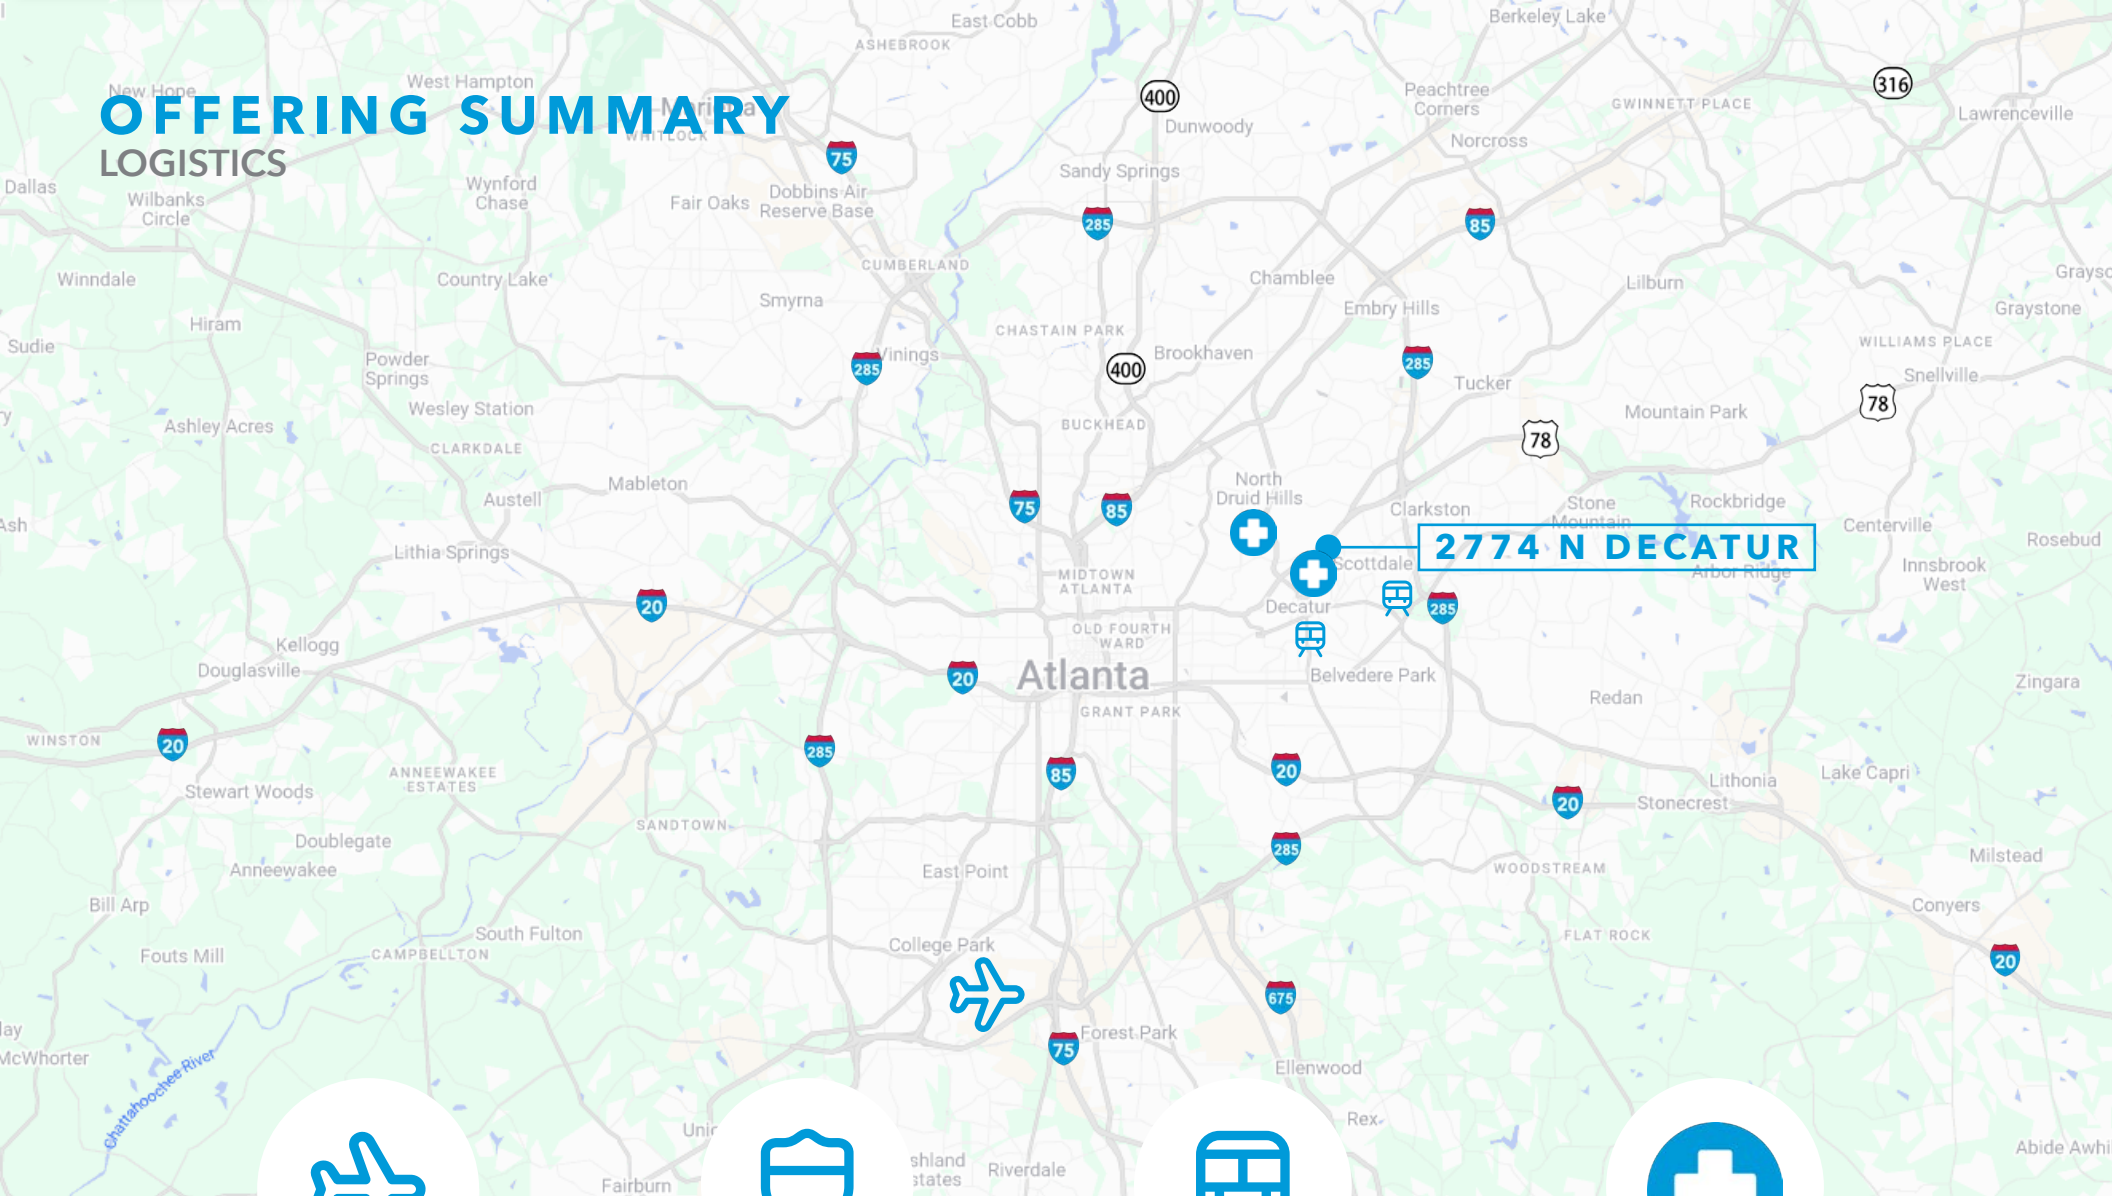 East Cobb
Berkeley Lake
ASHEBROOK
New Hope
West Hampton
OFFERING SUMMARY
LOGISTICS
WHITLOCK
400
316
Peachtree
Corners
GWINNETT PLACE
Lawrenceville
Dunwoody
Norcross
75
Dallas
Wilbanks
Circle
Wynford
Chase
Fair Oaks
Dobbins Air
Reserve Base
Sandy Springs
285
85
Winndale
Country Lake
CUMBERLAND
Smyrna
Chamblee
Embry Hills
Lilburn
Graystone
Hiram
Sudie
CHASTAIN PARK
WILLIAMS PLACE
Powder
Springs
285
Vinings
400
Brookhaven
285
Tucker
Snellville
78
Wesley Station
Ashley Acres
CLARKDALE
BUCKHEAD
Mountain Park
78
Austell
Mableton
75
85
North
Druid Hills
Clarkston
Stone
Mountain
Rockbridge
Centerville
Rosebud
Lithia Springs
2774 N DECATUR
Scottdale
Arbor Ridge
Innsbrook
West
MIDTOWN
ATLANTA
20
Decatur
285
OLD FOURTH
WARD
Kellogg
Douglasville
20
Atlanta
Belvedere Park
Redan
Zingara
GRANT PARK
WINSTON
20
285
85
20
20
ANNEEWAKEE
ESTATES
Stewart Woods
Lithonia
Lake Capri
Stonecrest
SANDTOWN
Doublegate
Anneewakee
East Point
285
WOODSTREAM
Milstead
Bill Arp
Conyers
South Fulton
College Park
FLAT ROCK
Fouts Mill
CAMPBELLTON
20
675
75
Forest Park
McWhorter
Chattahoochee River
Ellenwood
Rex
Riverdale
Fairburn